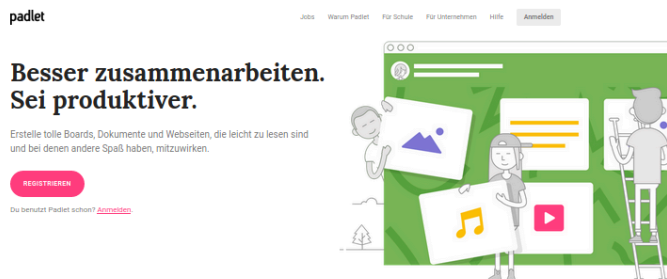 padlet
Jobs Warum Padlet Für Schule Für Unternehmen Hilfe Anmelden
Besser zusammenarbeiten.
Sei produktiver.
Erstelle tolle Boards, Dokumente und Webseiten, die leicht zu lesen sind
und bei denen andere Spaß haben, mitzuwirken.
REGISTRIEREN
Du benutzt Padlet schon? Anmelden.